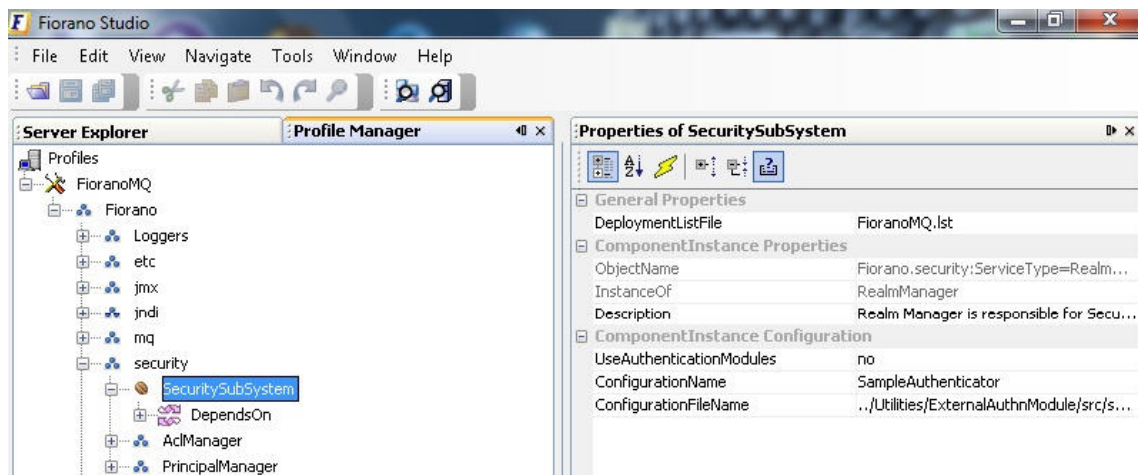 Fiorano Studio
File Edit View Navigate Tools Window Help
Server Explorer
Profile Manager
Profiles
FioranoMQ
Fiorano
Loggers
etc
jmx
jndi
mq
security
SecuritySubSystem
DependsOn
AclManager
PrincipalManager
Properties of SecuritySubSystem
General Properties
DeploymentListFile FioranoMQ.lst
ComponentInstance Properties
ObjectName Fiorano.security:ServiceType=Realm...
InstanceOf RealmManager
Description Realm Manager is responsible for Secu...
ComponentInstance Configuration
UseAuthenticationModules no
ConfigurationName SampleAuthenticator
ConfigurationFileName ../Utilities/ExternalAuthnModule/src/s...